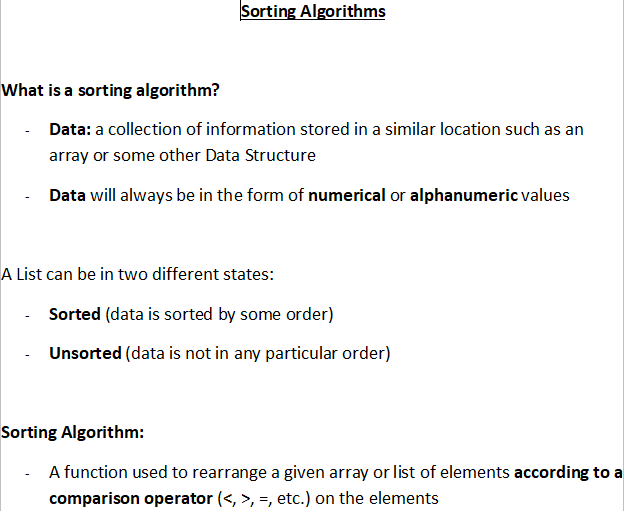 Sorting Algorithms
What is a sorting algorithm?
- Data: a collection of information stored in a similar location such as an
array or some other Data Structure
- Data will always be in the form of numerical or alphanumeric values
A List can be in two different states:
- Sorted (data is sorted by some order)
- Unsorted (data is not in any particular order)
Sorting Algorithm:
- A function used to rearrange a given array or list of elements according to a
comparison operator (<, >, =, etc.) on the elements